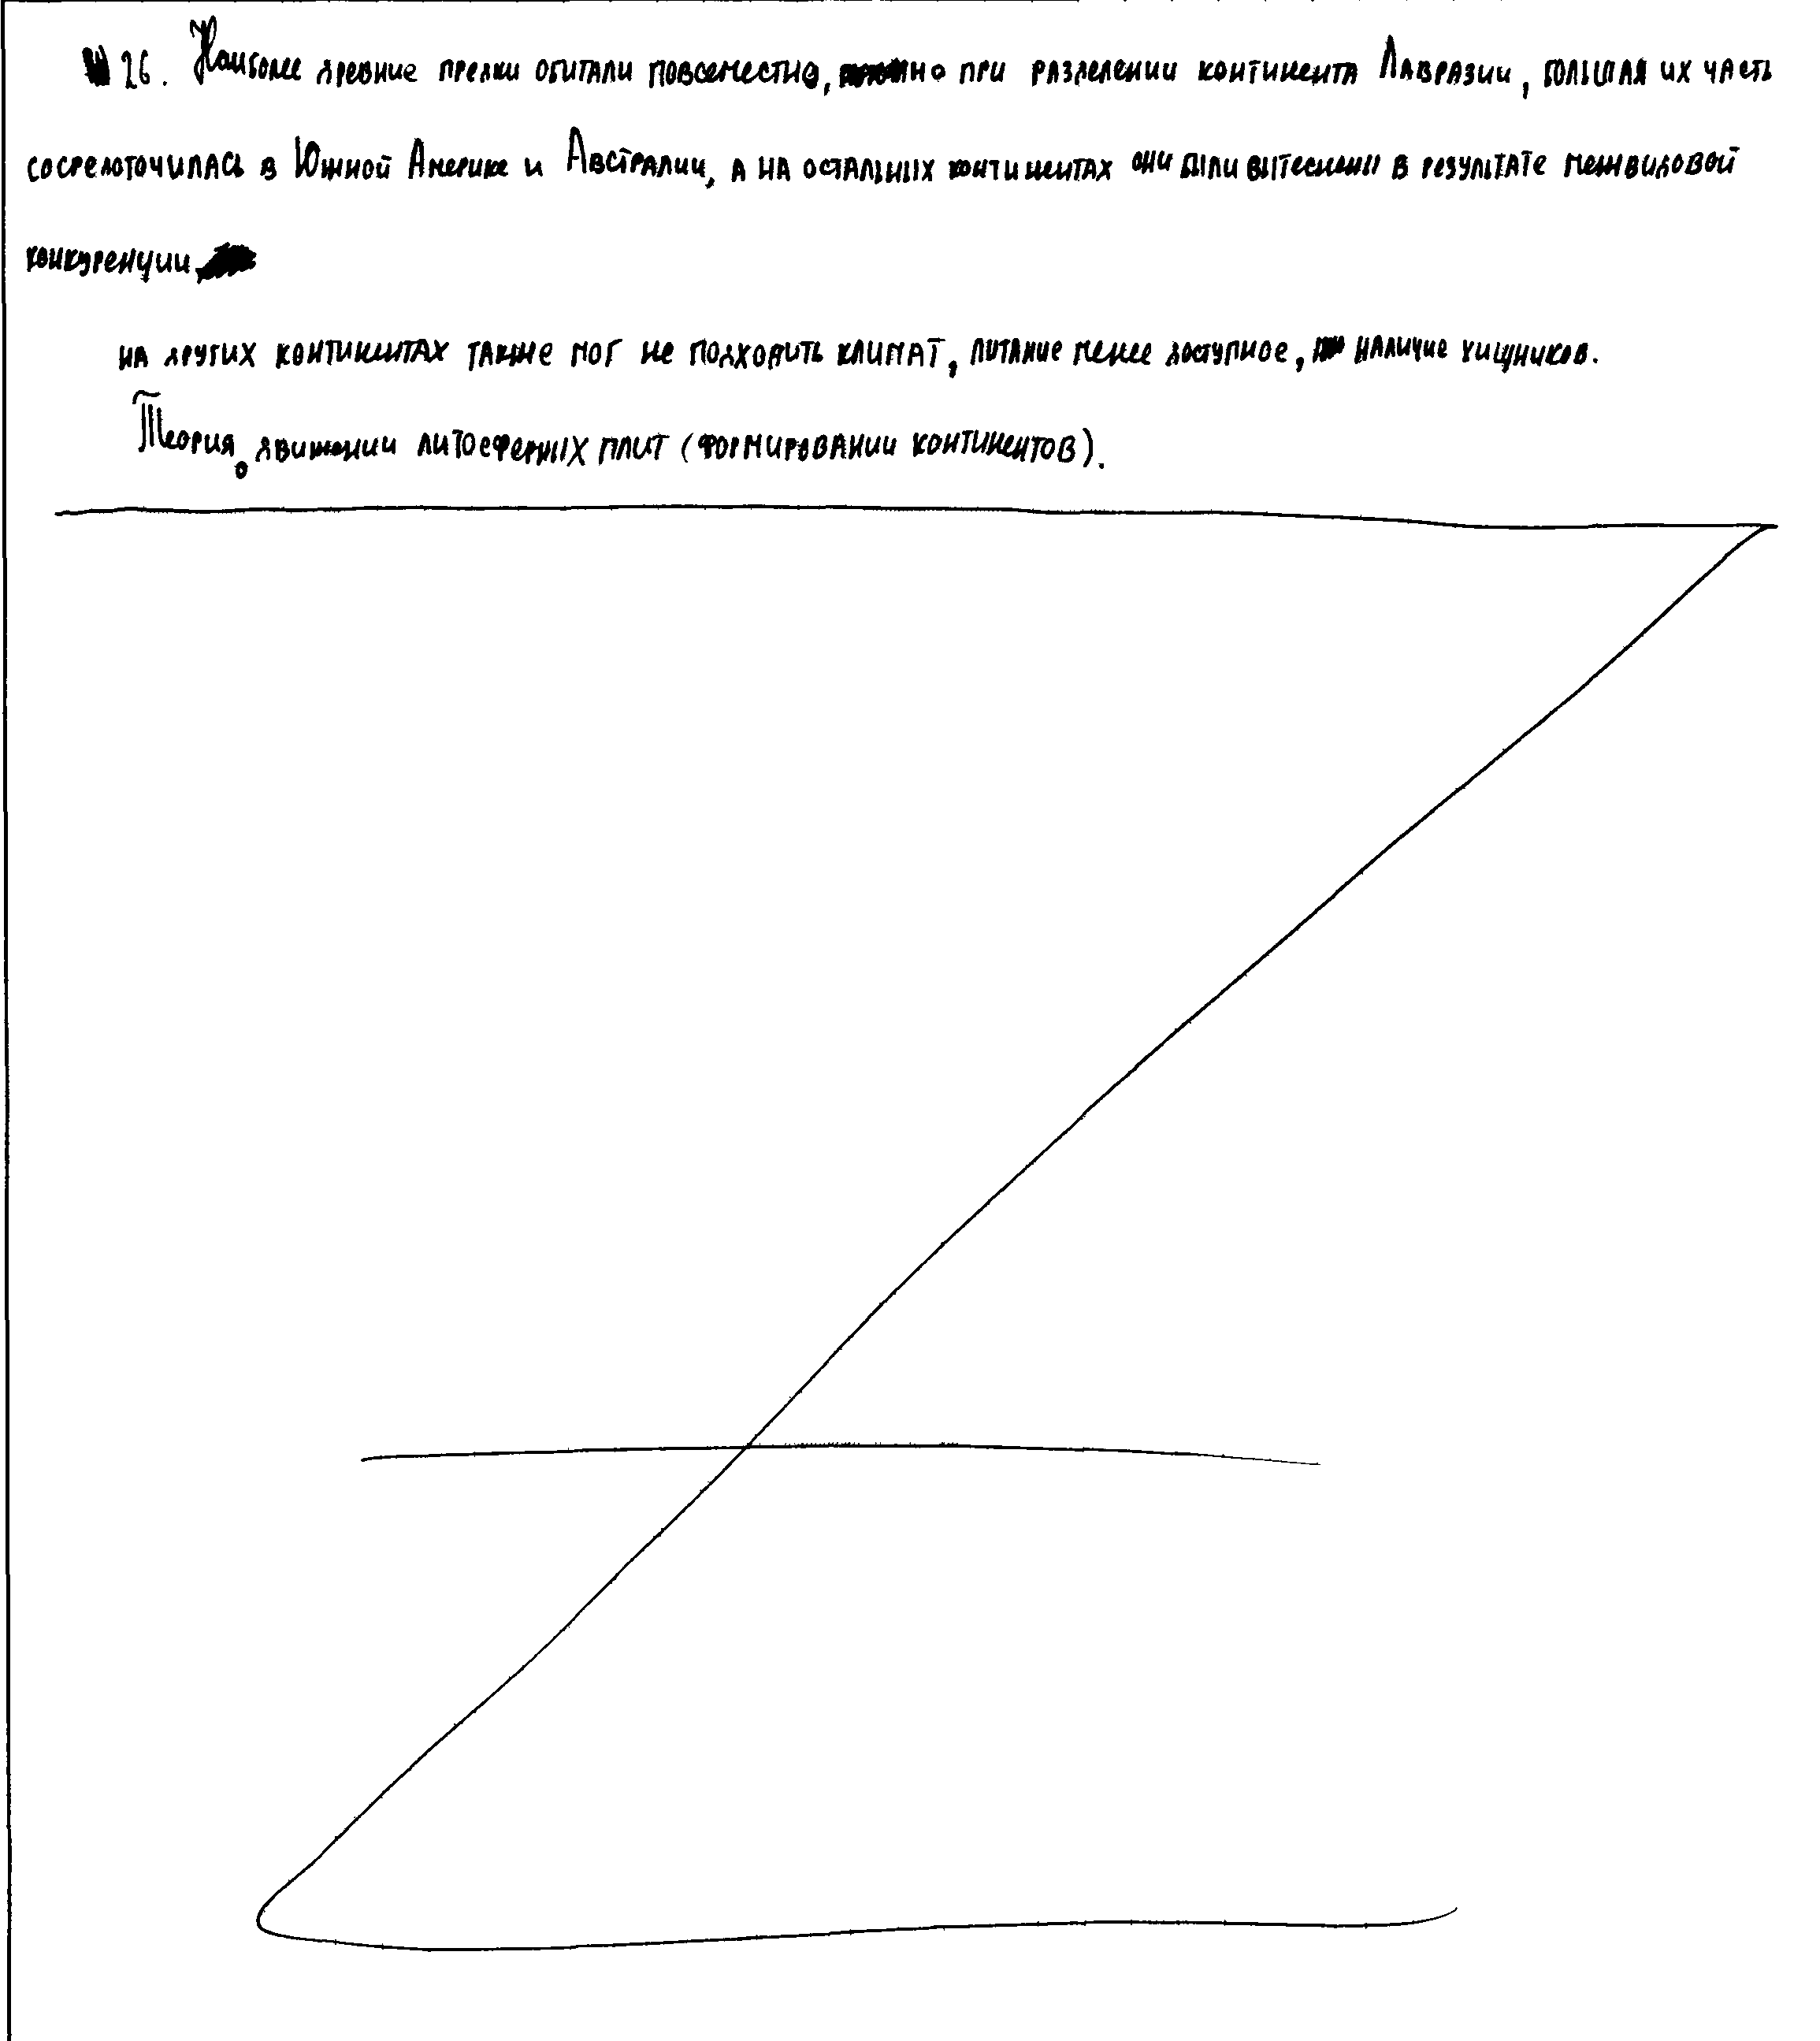 26. Наиболее древние предки обитали повсеместно, но при разделении континента Лавразии, большая их часть
сосредоточилась в Южной Америке и Австралии, а на остальных континентах они были вытеснены в результате межвидовой
конкуренции
на других континентах также мог не подходить климат, питание менее доступное, наличие хищников.
Теория о движении литосферных плит (формировании континентов).